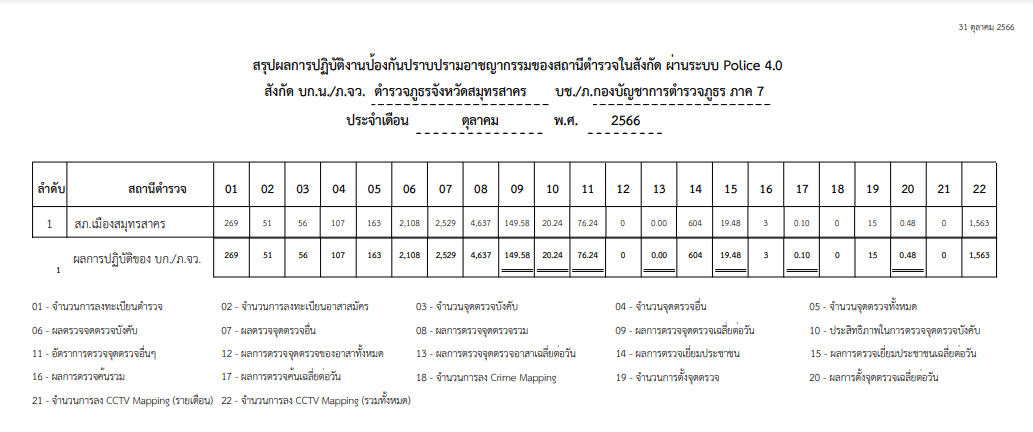 31 ตุลาคม 2566
สรุปผลการปฏิบัติงานป้องกันปราบปรามอาชญากรรมของสถานีตำรวจในสังกัด ผ่านระบบ Police 4.0
สังกัด บก.น./ภ.จว. ตำรวจภูธรจังหวัดสมุทรสาคร บช./ภ.กองบัญชาการตำรวจภูธร ภาค 7
ประจำเดือน ตุลาคม พ.ศ. 2566
ลำดับ สถานีตำรวจ 01 02 03 04 05 06 07 08 09 10 11 12 13 14 15 16 17 18 19 20 21 22
1 สภ.เมืองสมุทรสาคร 269 51 56 107 163 2,108 2,529 4,637 149.58 20.24 76.24 0 0.00 604 19.48 3 0.10 0 15 0.48 0 1,563
1 ผลการปฏิบัติของ บก./ภ.จว. 269 51 56 107 163 2,108 2,529 4,637 149.58 20.24 76.24 0 0.00 604 19.48 3 0.10 0 15 0.48 0 1,563
01 - จำนวนการลงทะเบียนตำรวจ 02 - จำนวนการลงทะเบียนอาสาสมัคร 03 - จำนวนจุดตรวจบังคับ 04 - จำนวนจุดตรวจอื่น 05 - จำนวนจุดตรวจทั้งหมด
06 - ผลตรวจจดตรวจบังคับ 07 - ผลตรวจจุดตรวจอื่น 08 - ผลการตรวจจุดตรวจรวม 09 - ผลการตรวจจุดตรวจเฉลี่ยต่อวัน 10 - ประสิทธิภาพในการตรวจจุดตรวจบังคับ
11 - อัตราการตรวจจุดตรวจอื่นๆ 12 - ผลการตรวจจุดตรวจของอาสาทั้งหมด 13 - ผลการตรวจจุดตรวจอาสาเฉลี่ยต่อวัน 14 - ผลการตรวจเยี่ยมประชาชน 15 - ผลการตรวจเยี่ยมประชาชนเฉลี่ยต่อวัน
16 - ผลการตรวจค้นรวม 17 - ผลการตรวจค้นเฉลี่ยต่อวัน 18 - จำนวนการลง Crime Mapping 19 - จำนวนการตั้งจุดตรวจ 20 - ผลการตั้งจุดตรวจเฉลี่ยต่อวัน
21 - จำนวนการลง CCTV Mapping (รายเดือน) 22 - จำนวนการลง CCTV Mapping (รวมทั้งหมด)